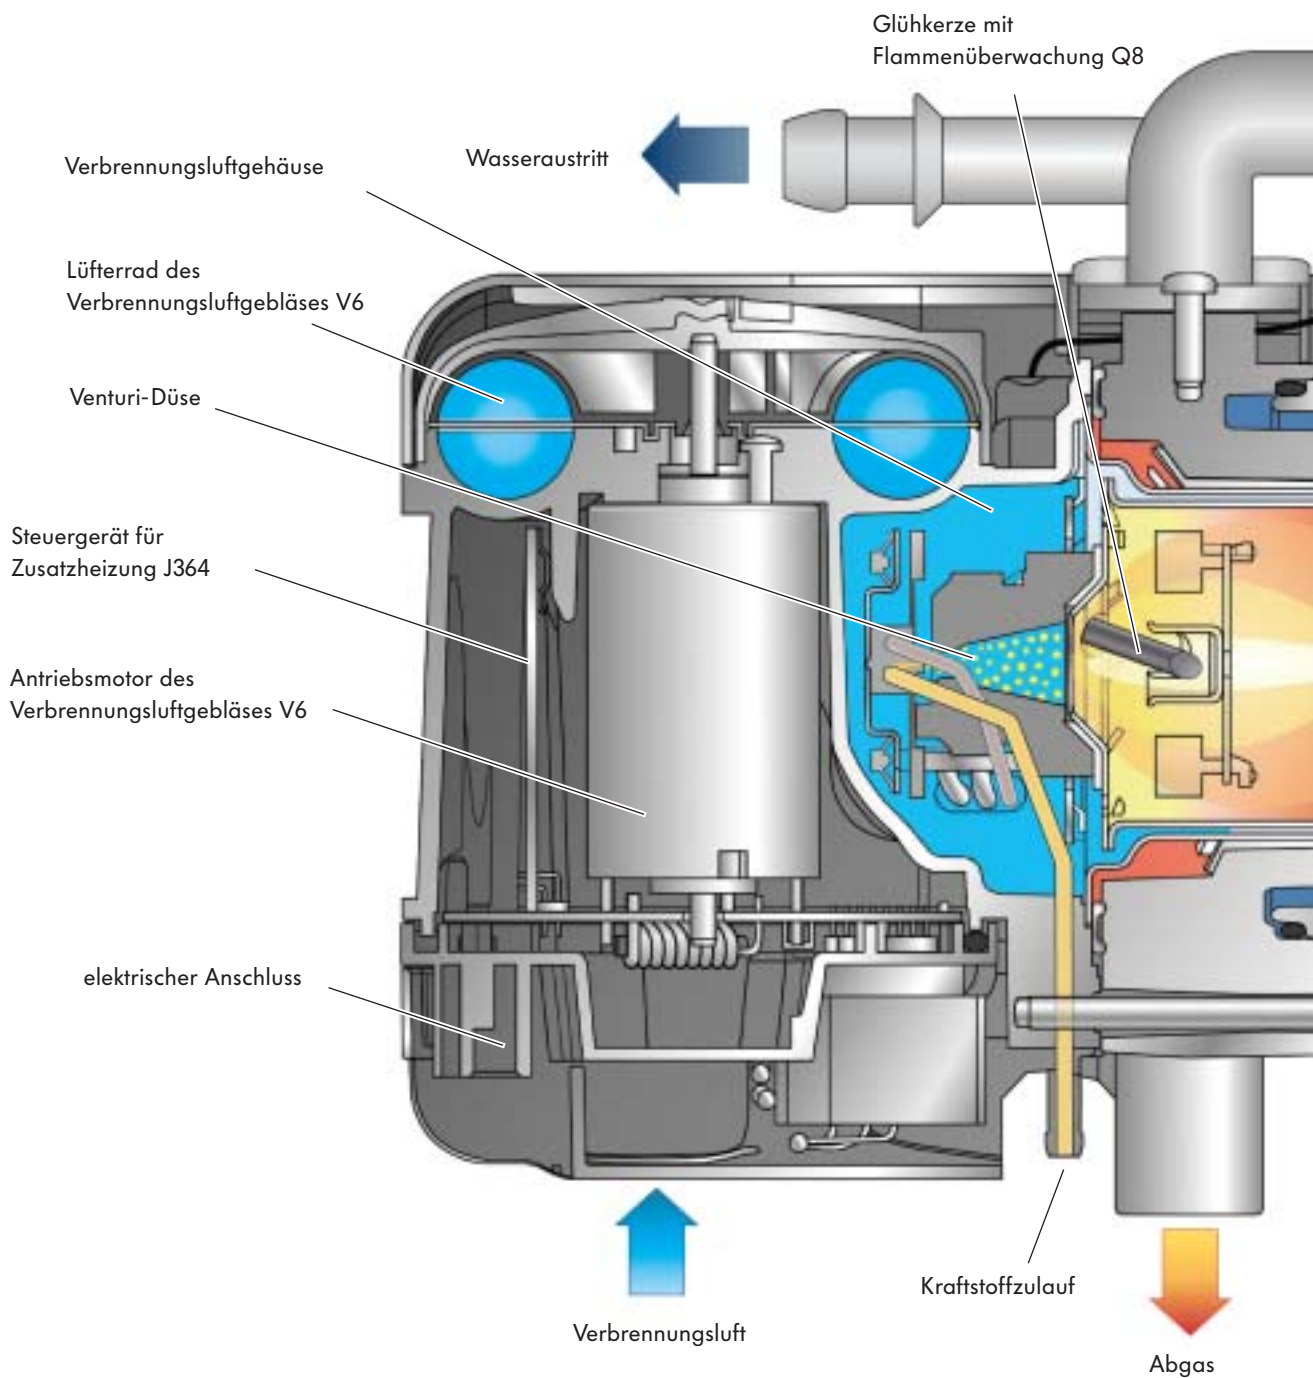 Glühkerze mit
Flammenüberwachung Q8
Wasseraustritt
Verbrennungsluftgehäuse
Lüfterrad des
Verbrennungsluftgebläses V6
Venturi-Düse
Steuergerät für
Zusatzheizung J364
Antriebsmotor des
Verbrennungsluftgebläses V6
elektrischer Anschluss
Kraftstoffzulauf
Verbrennungsluft
Abgas